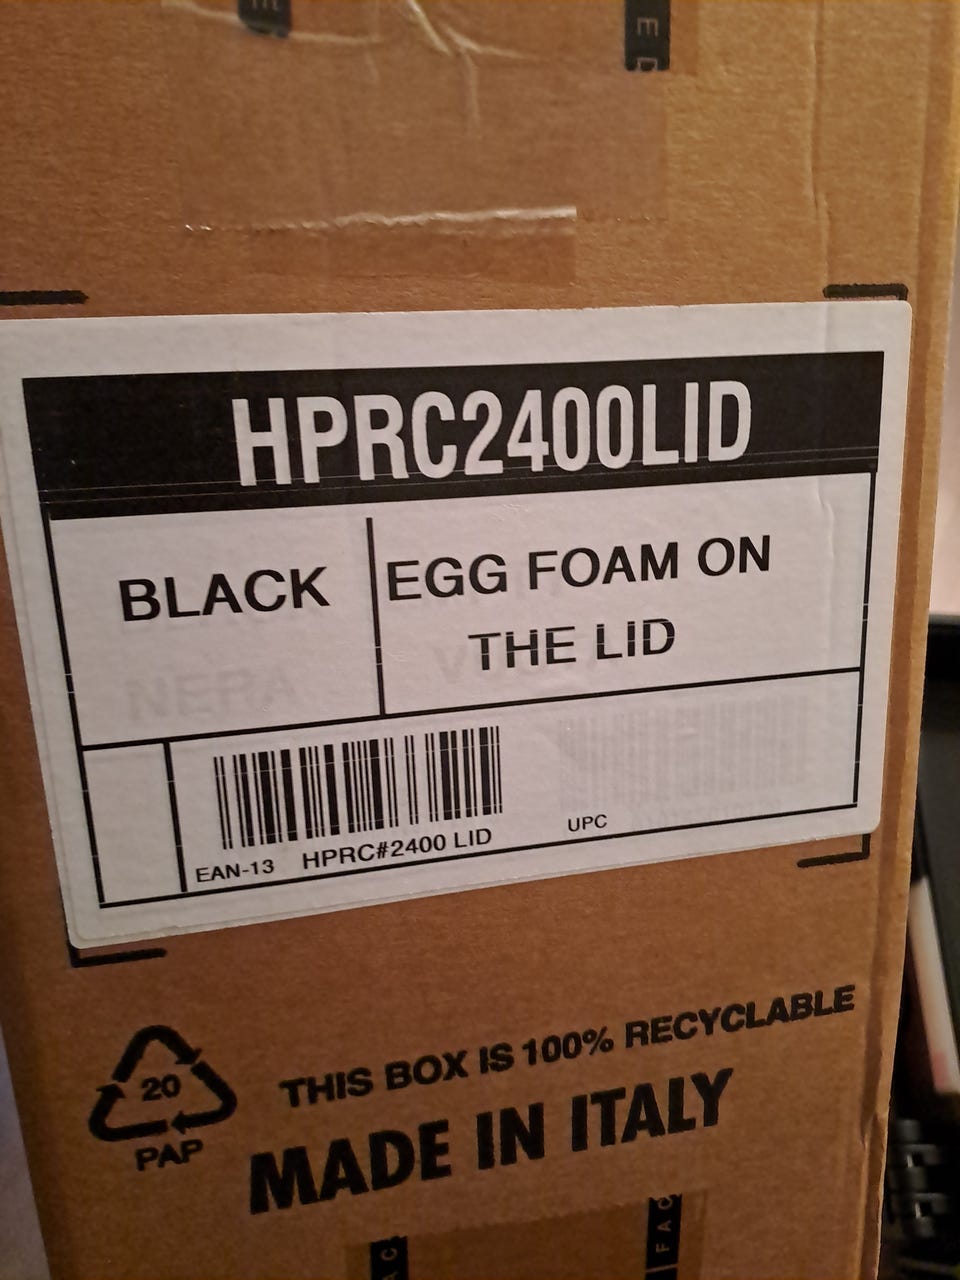 HPRC2400LID
BLACK
EGG FOAM ON
THE LID
NERA
EAN-13 HPRC#2400 LID
UPC
20
PAP
THIS BOX IS 100% RECYCLABLE
MADE IN ITALY